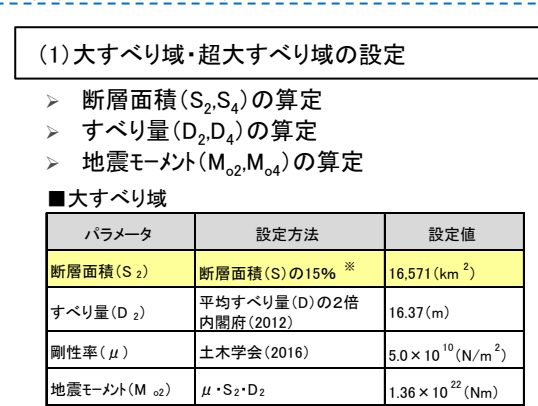 (1)大すべり域・超大すべり域の設定
➢ 断層面積(S₂,S₄)の算定
➢ すべり量(D₂,D₄)の算定
➢ 地震モーメント(Mₒ₂,Mₒ₄)の算定
■大すべり域
パラメータ 設定方法 設定値
断層面積(S ₂) 断層面積(S)の15% ※ 16,571(km ²)
すべり量(D ₂) 平均すべり量(D)の2倍
内閣府(2012) 16.37(m)
剛性率(μ) 土木学会(2016) 5.0×10 ¹⁰(N/m ²)
地震モーメント(M ₒ₂) μ・S₂・D₂ 1.36×10 ²²(Nm)